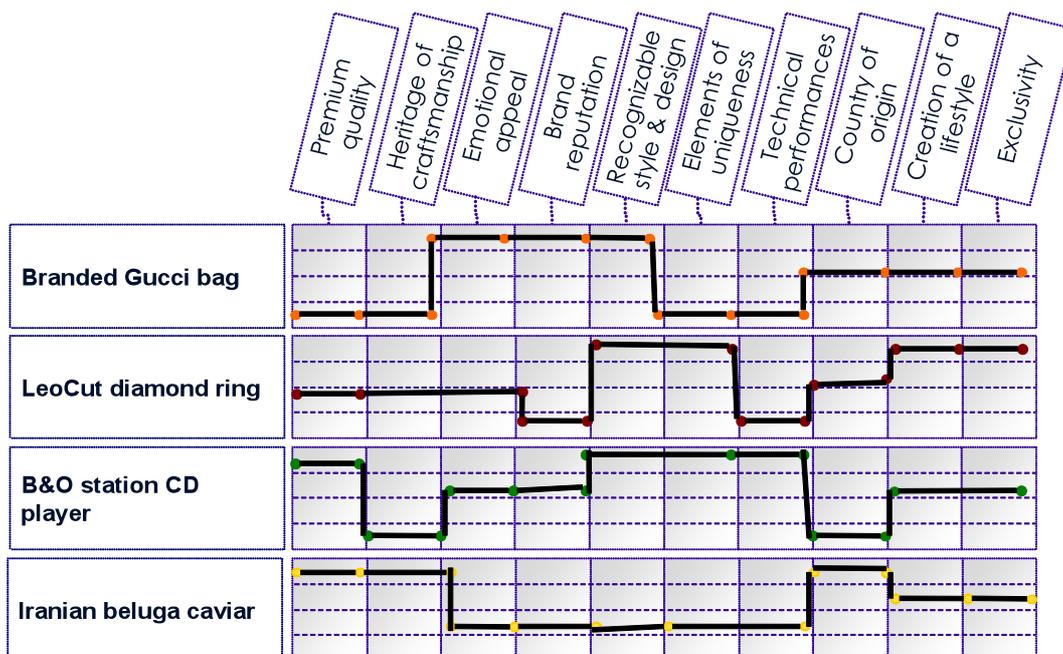 Premium
quality
Heritage of
craftsmanship
Emotional
appeal
Brand
reputation
Recognizable
style & design
Elements of
uniqueness
Technical
performances
Country of
origin
Creation of a
lifestyle
Exclusivity
Branded Gucci bag
LeoCut diamond ring
B&O station CD
player
Iranian beluga caviar